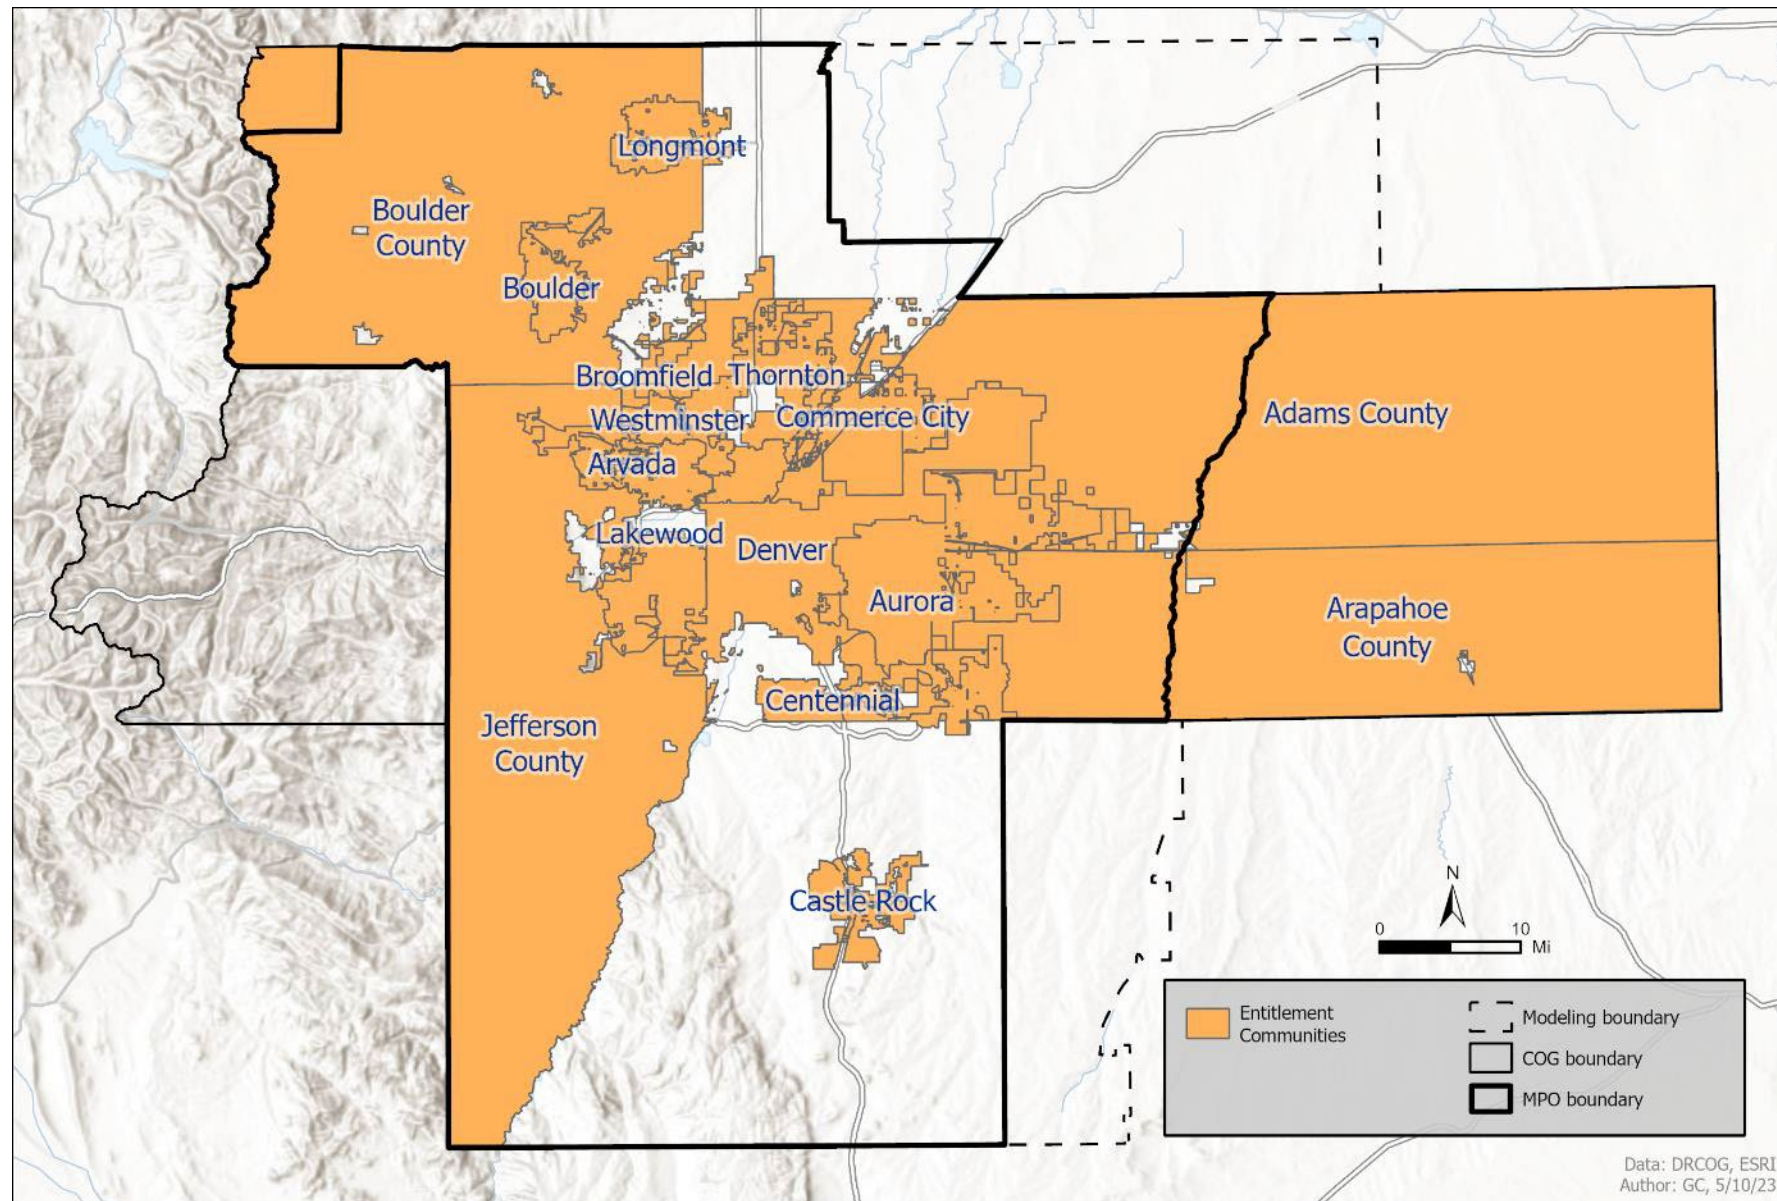 Longmont
Boulder
County
Boulder
Broomfield
Thornton
Westminster
Commerce City
Adams County
Arvada
Lakewood
Denver
Aurora
Arapahoe
County
Centennial
Jefferson
County
Castle Rock
N
0
10
Mi
Entitlement
Communities
Modeling boundary
COG boundary
MPO boundary
Data: DRCOG, ESRI
Author: GC, 5/10/23